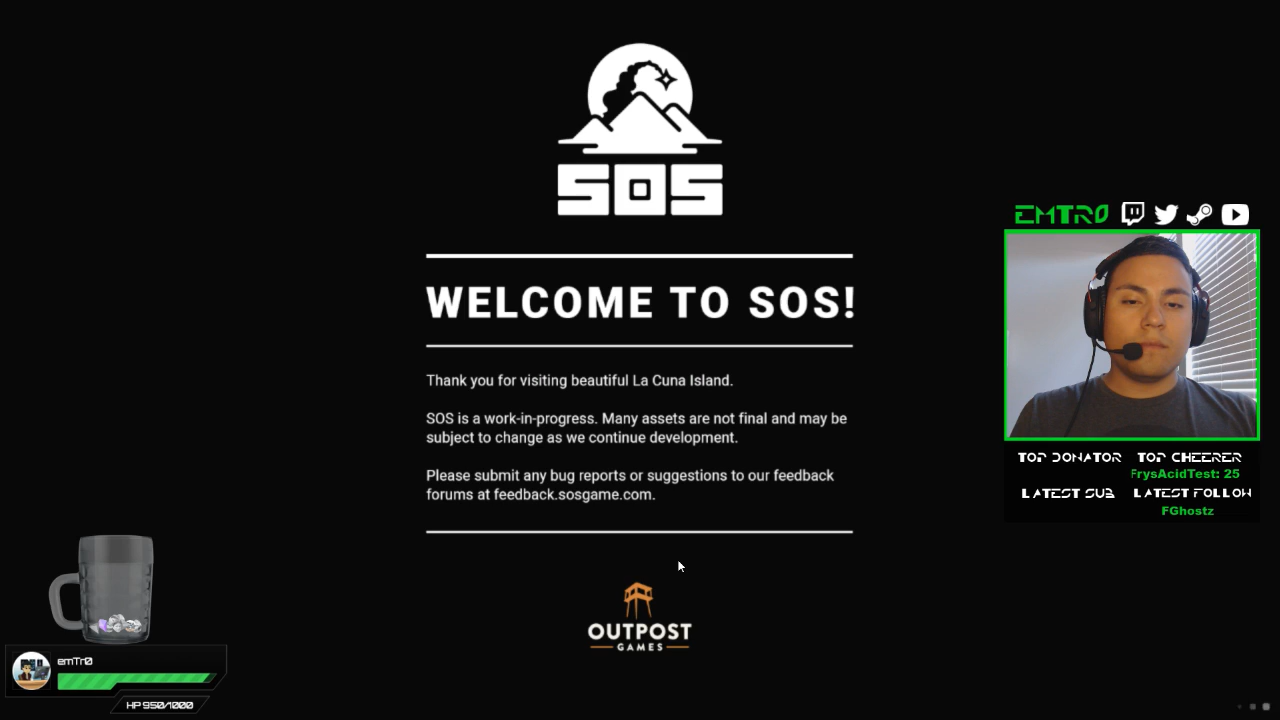 SOS
WELCOME TO SOS!
Thank you for visiting beautiful La Cuna Island.
SOS is a work-in-progress. Many assets are not final and may be
subject to change as we continue development.
Please submit any bug reports or suggestions to our feedback
forums at feedback.sosgame.com.
OUTPOST
GAMES
EMTR0
TOP DONATOR TOP CHEERER
FrysAcidTest: 25
LATEST SUB LATEST FOLLOW
FGhostz
emTr0
HP 950/1000